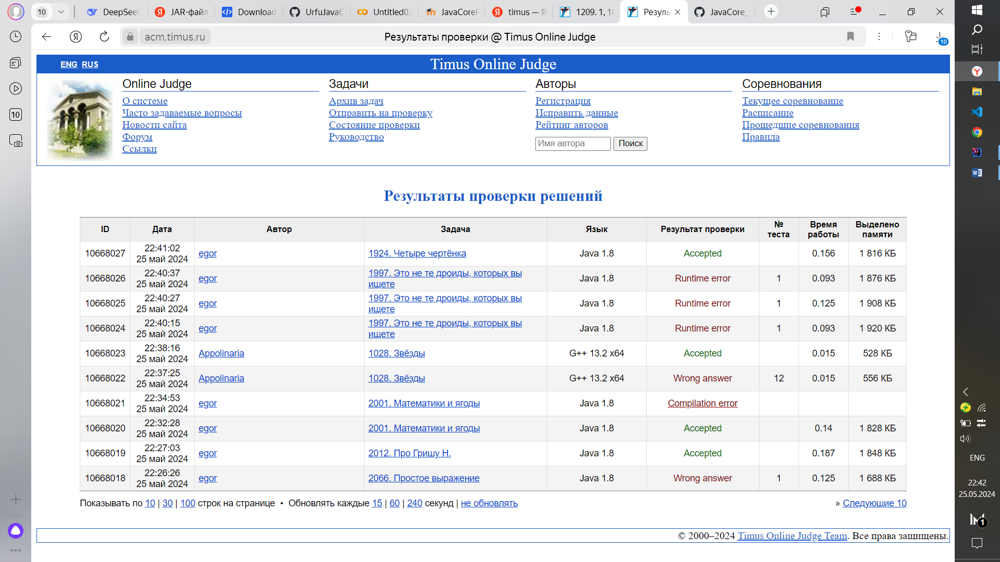 10
DeepSeek
JAR-файл
Download
UrfuJavaC
Untitled0.i
JavaCoreP
timus — Я
1209. 1, 10
Резуль
JavaCore_
acm.timus.ru
Результаты проверки @ Timus Online Judge
10
10
ENG RUS
Timus Online Judge
Online Judge
О системе
Часто задаваемые вопросы
Новости сайта
Форум
Ссылки
Задачи
Архив задач
Отправить на проверку
Состояние проверки
Руководство
Авторы
Регистрация
Исправить данные
Рейтинг авторов
Имя автора Поиск
Соревнования
Текущее соревнование
Расписание
Прошедшие соревнования
Правила
Результаты проверки решений
ID Дата Автор Задача Язык Результат проверки № теста Время работы Выделено памяти
10668027 22:41:02 25 май 2024 egor 1924. Четыре чертёнка Java 1.8 Accepted 0.156 1 816 КБ
10668026 22:40:37 25 май 2024 egor 1997. Это не те дроиды, которых вы ищете Java 1.8 Runtime error 1 0.093 1 876 КБ
10668025 22:40:27 25 май 2024 egor 1997. Это не те дроиды, которых вы ищете Java 1.8 Runtime error 1 0.125 1 908 КБ
10668024 22:40:15 25 май 2024 egor 1997. Это не те дроиды, которых вы ищете Java 1.8 Runtime error 1 0.093 1 920 КБ
10668023 22:38:16 25 май 2024 Appolinaria 1028. Звёзды G++ 13.2 x64 Accepted 0.015 528 КБ
10668022 22:37:25 25 май 2024 Appolinaria 1028. Звёзды G++ 13.2 x64 Wrong answer 12 0.015 556 КБ
10668021 22:34:53 25 май 2024 egor 2001. Математики и ягоды Java 1.8 Compilation error
10668020 22:32:28 25 май 2024 egor 2001. Математики и ягоды Java 1.8 Accepted 0.14 1 828 КБ
10668019 22:27:03 25 май 2024 egor 2012. Про Гришу Н. Java 1.8 Accepted 0.187 1 848 КБ
10668018 22:26:26 25 май 2024 egor 2066. Простое выражение Java 1.8 Wrong answer 1 0.125 1 688 КБ
Показывать по 10 | 30 | 100 строк на странице • Обновлять каждые 15 | 60 | 240 секунд | не обновлять
» Следующие 10
© 2000–2024 Timus Online Judge Team. Все права защищены.
ENG
22:42
25.05.2024
1